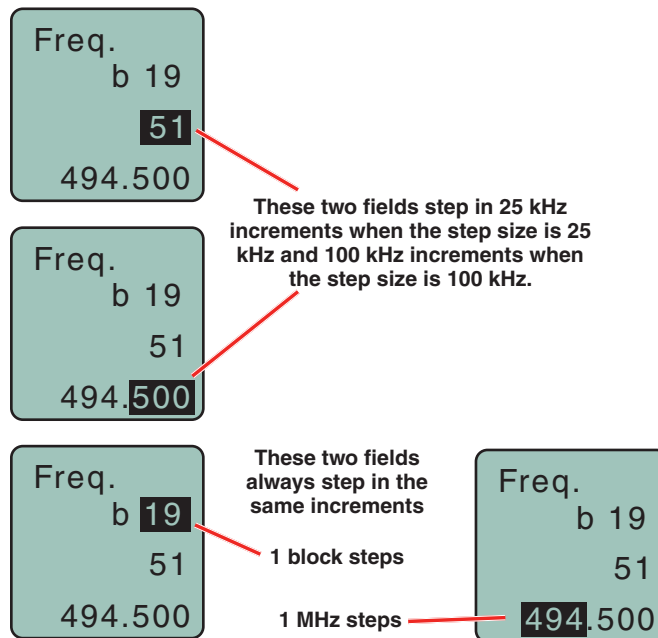 Freq.
b 19
51
494.500
These two fields step in 25 kHz
increments when the step size is 25
kHz and 100 kHz increments when
the step size is 100 kHz.
Freq.
b 19
51
494.500
Freq.
b 19
51
494.500
These two fields
always step in the
same increments
1 block steps
1 MHz steps
Freq.
b 19
51
494.500